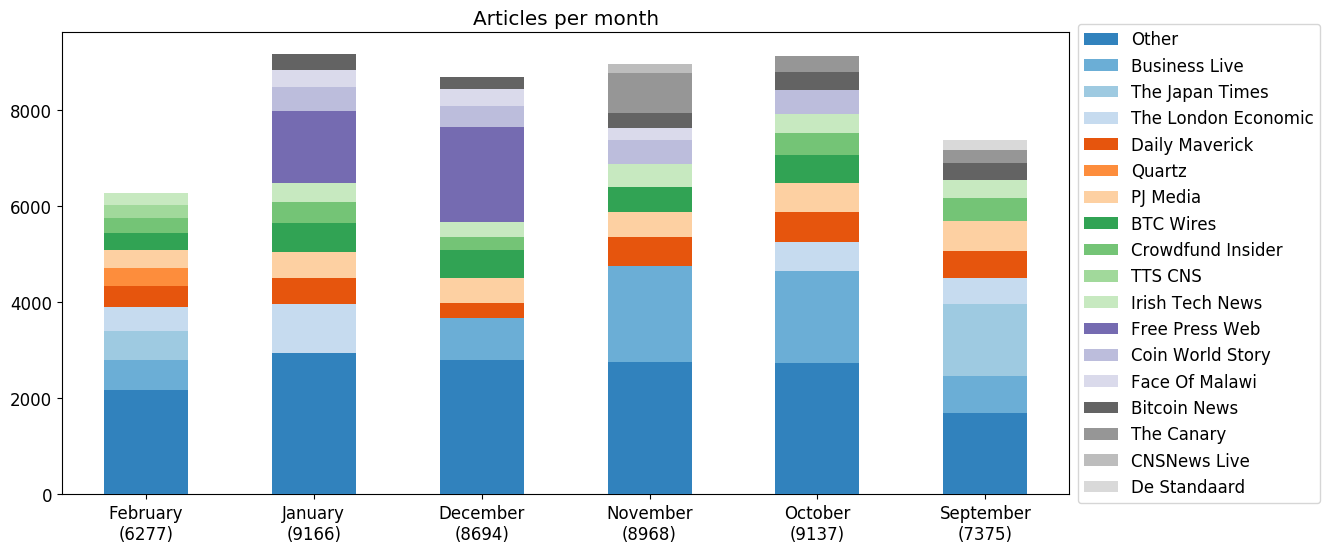 Articles per month
8000
6000
4000
2000
0
February
(6277)
January
(9166)
December
(8694)
November
(8968)
October
(9137)
September
(7375)
Other
Business Live
The Japan Times
The London Economic
Daily Maverick
Quartz
PJ Media
BTC Wires
Crowdfund Insider
TTS CNS
Irish Tech News
Free Press Web
Coin World Story
Face Of Malawi
Bitcoin News
The Canary
CNSNews Live
De Standaard